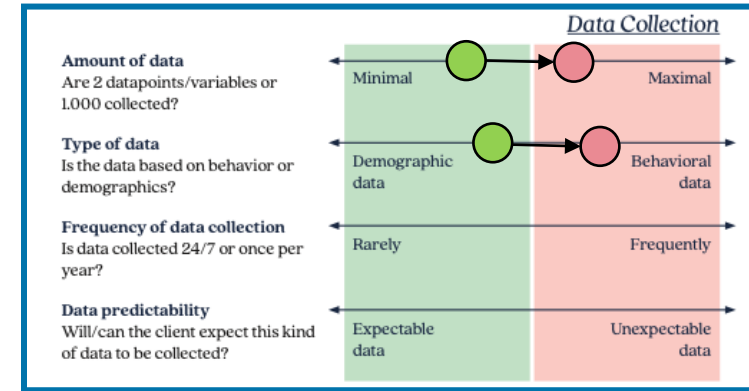 Data Collection
Amount of data
Are 2 datapoints/variables or
1.000 collected?
Minimal
Maximal
Type of data
Is the data based on behavior or
demographics?
Demographic
data
Behavioral
data
Frequency of data collection
Is data collected 24/7 or once per
year?
Rarely
Frequently
Data predictability
Will/can the client expect this kind
of data to be collected?
Expectable
data
Unexpectable
data